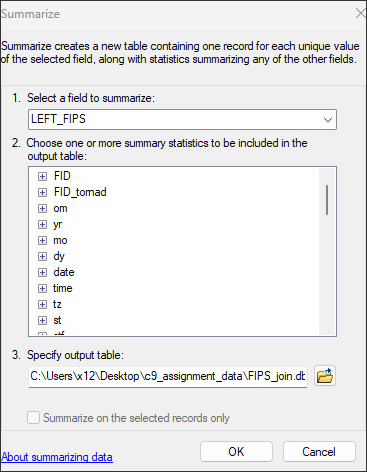 Summarize
Summarize creates a new table containing one record for each unique value
of the selected field, along with statistics summarizing any of the other fields.
1. Select a field to summarize:
LEFT_FIPS
2. Choose one or more summary statistics to be included in the
output table:
FID
FID_tornad
om
yr
mo
dy
date
time
tz
st
stf
3. Specify output table:
C:\Users\x12\Desktop\c9_assignment_data\FIPS_join.db
Summarize on the selected records only
About summarizing data
OK
Cancel